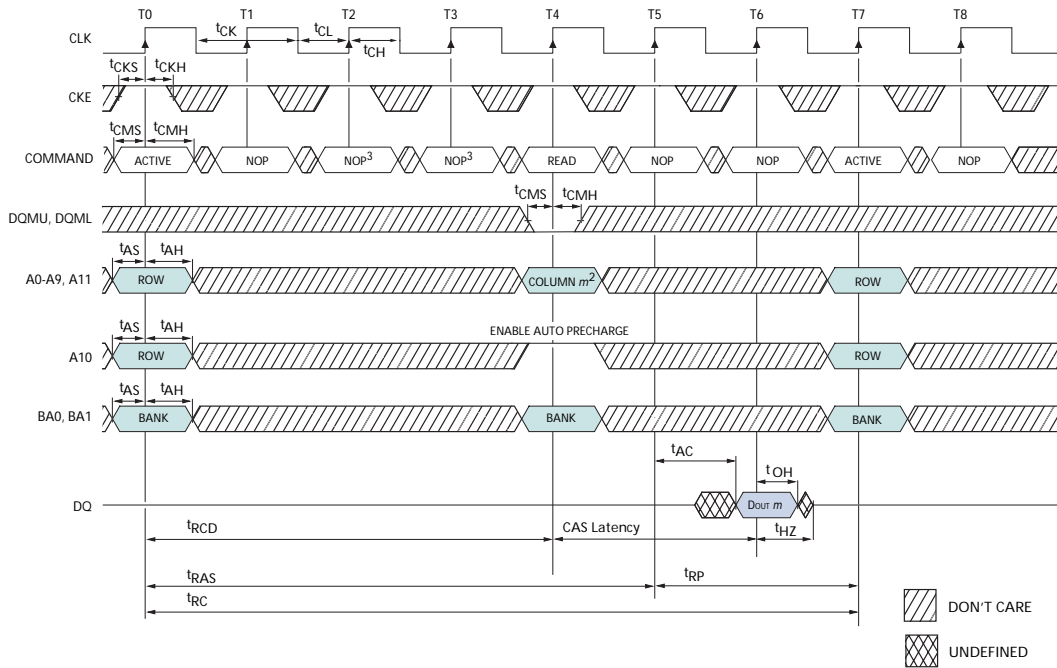 T0 T1 T2 T3 T4 T5 T6 T7 T8
CLK
tCK tCL tCH
tCKS tCKH
CKE
tCMS tCMH
COMMAND ACTIVE NOP NOP3 NOP3 READ NOP NOP ACTIVE NOP
tCMS tCMH
DQMU, DQML
tAS tAH
A0-A9, A11 ROW COLUMN m2 ROW
ENABLE AUTO PRECHARGE
tAS tAH
A10 ROW ROW
tAS tAH
BA0, BA1 BANK BANK BANK
tAC
tOH
DQ DOUT m
tRCD CAS Latency tHZ
tRAS tRP
tRC
DON'T CARE
UNDEFINED